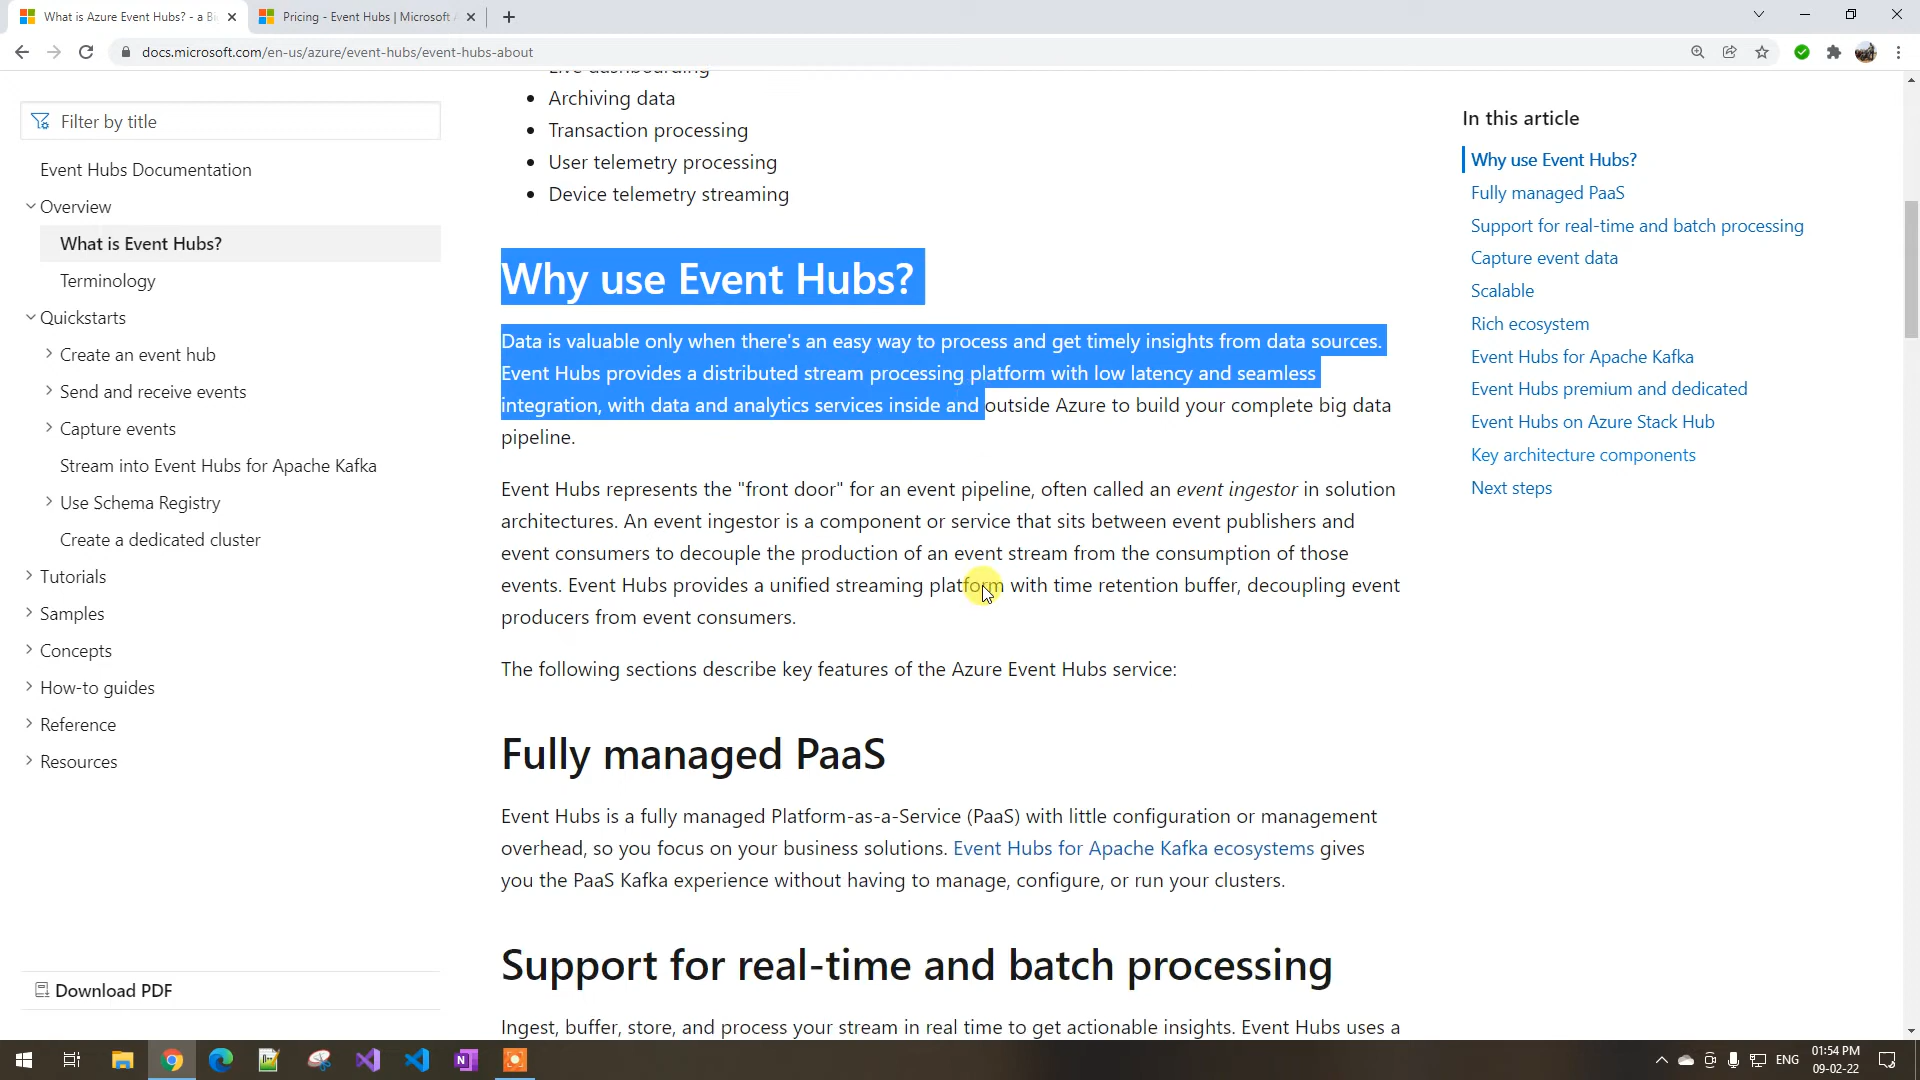 What is Azure Event Hubs? - a Bi
Pricing - Event Hubs | Microsoft A
docs.microsoft.com/en-us/azure/event-hubs/event-hubs-about
Filter by title
Event Hubs Documentation
Overview
What is Event Hubs?
Terminology
Quickstarts
Create an event hub
Send and receive events
Capture events
Stream into Event Hubs for Apache Kafka
Use Schema Registry
Create a dedicated cluster
Tutorials
Samples
Concepts
How-to guides
Reference
Resources
Download PDF
Live dashboarding
Archiving data
Transaction processing
User telemetry processing
Device telemetry streaming
Why use Event Hubs?
Data is valuable only when there's an easy way to process and get timely insights from data sources.
Event Hubs provides a distributed stream processing platform with low latency and seamless
integration, with data and analytics services inside and outside Azure to build your complete big data
pipeline.
Event Hubs represents the "front door" for an event pipeline, often called an event ingestor in solution
architectures. An event ingestor is a component or service that sits between event publishers and
event consumers to decouple the production of an event stream from the consumption of those
events. Event Hubs provides a unified streaming platform with time retention buffer, decoupling event
producers from event consumers.
The following sections describe key features of the Azure Event Hubs service:
Fully managed PaaS
Event Hubs is a fully managed Platform-as-a-Service (PaaS) with little configuration or management
overhead, so you focus on your business solutions. Event Hubs for Apache Kafka ecosystems gives
you the PaaS Kafka experience without having to manage, configure, or run your clusters.
Support for real-time and batch processing
Ingest, buffer, store, and process your stream in real time to get actionable insights. Event Hubs uses a
In this article
Why use Event Hubs?
Fully managed PaaS
Support for real-time and batch processing
Capture event data
Scalable
Rich ecosystem
Event Hubs for Apache Kafka
Event Hubs premium and dedicated
Event Hubs on Azure Stack Hub
Key architecture components
Next steps
ENG
01:54 PM
09-02-22